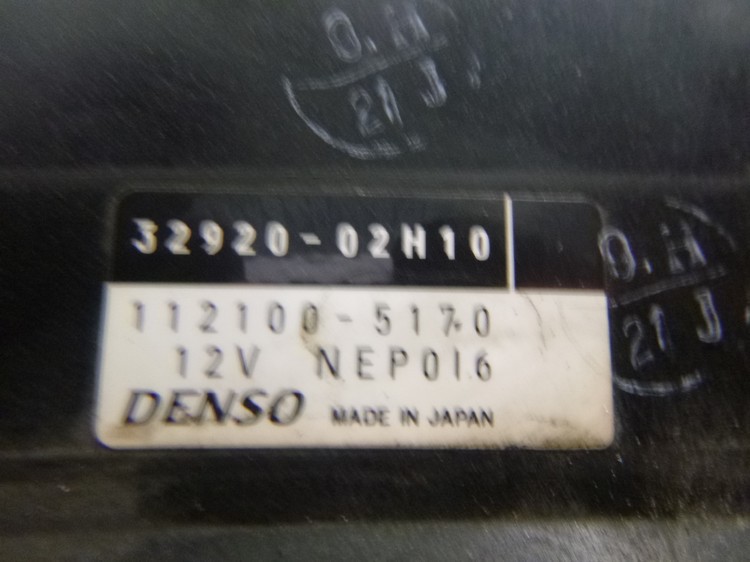 O.H
21 J
32920-02H10
O.H
21 J
112100-5170
12V NEP016
DENSO MADE IN JAPAN